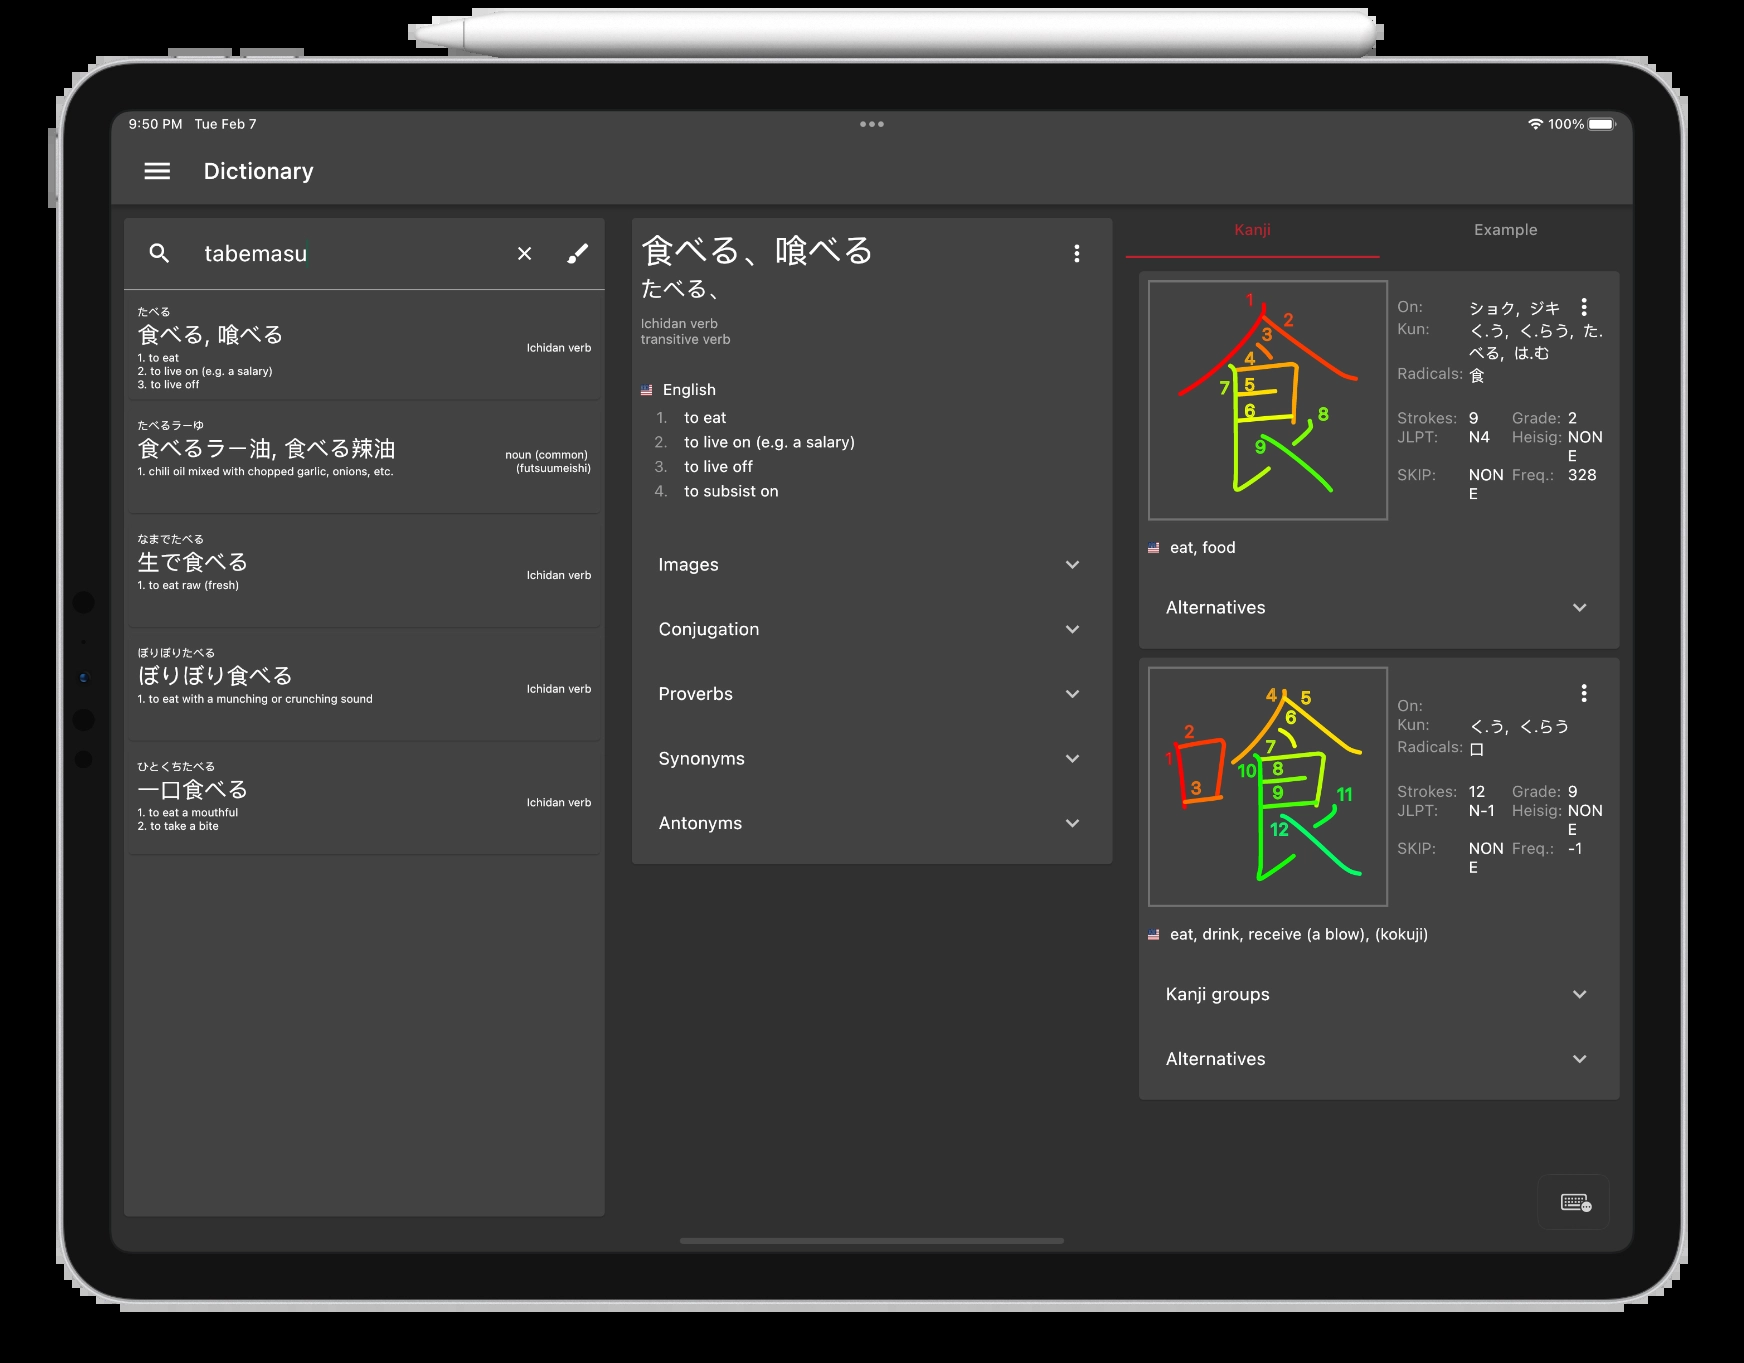 9:50 PM Tue Feb 7
100%
Dictionary
tabemasu
たべる
食べる, 喰べる
Ichidan verb
1. to eat
2. to live on (e.g. a salary)
3. to live off
たべるラーゆ
食べるラー油, 食べる辣油
noun (common)
(futsuumeishi)
1. chili oil mixed with chopped garlic, onions, etc.
なまでたべる
生で食べる
Ichidan verb
1. to eat raw (fresh)
ぼりぼりたべる
ぼりぼり食べる
Ichidan verb
1. to eat with a munching or crunching sound
ひとくちたべる
一口食べる
Ichidan verb
1. to eat a mouthful
2. to take a bite
食べる、喰べる
たべる、
Ichidan verb
transitive verb
English
1. to eat
2. to live on (e.g. a salary)
3. to live off
4. to subsist on
Images
Conjugation
Proverbs
Synonyms
Antonyms
Kanji
Example
食
1
2
3
4
5
6
7
8
9
On: ショク, ジキ
Kun: く.う, く.らう, た.
べる, は.む
Radicals: 食
Strokes: 9 Grade: 2
JLPT: N4 Heisig: NON
E
SKIP: NON Freq.: 328
E
eat, food
Alternatives
喰
1
2
3
4
5
6
7
8
9
10
11
12
On:
Kun: く.う, く.らう
Radicals: 口
Strokes: 12 Grade: 9
JLPT: N-1 Heisig: NON
E
SKIP: NON Freq.: -1
E
eat, drink, receive (a blow), (kokuji)
Kanji groups
Alternatives